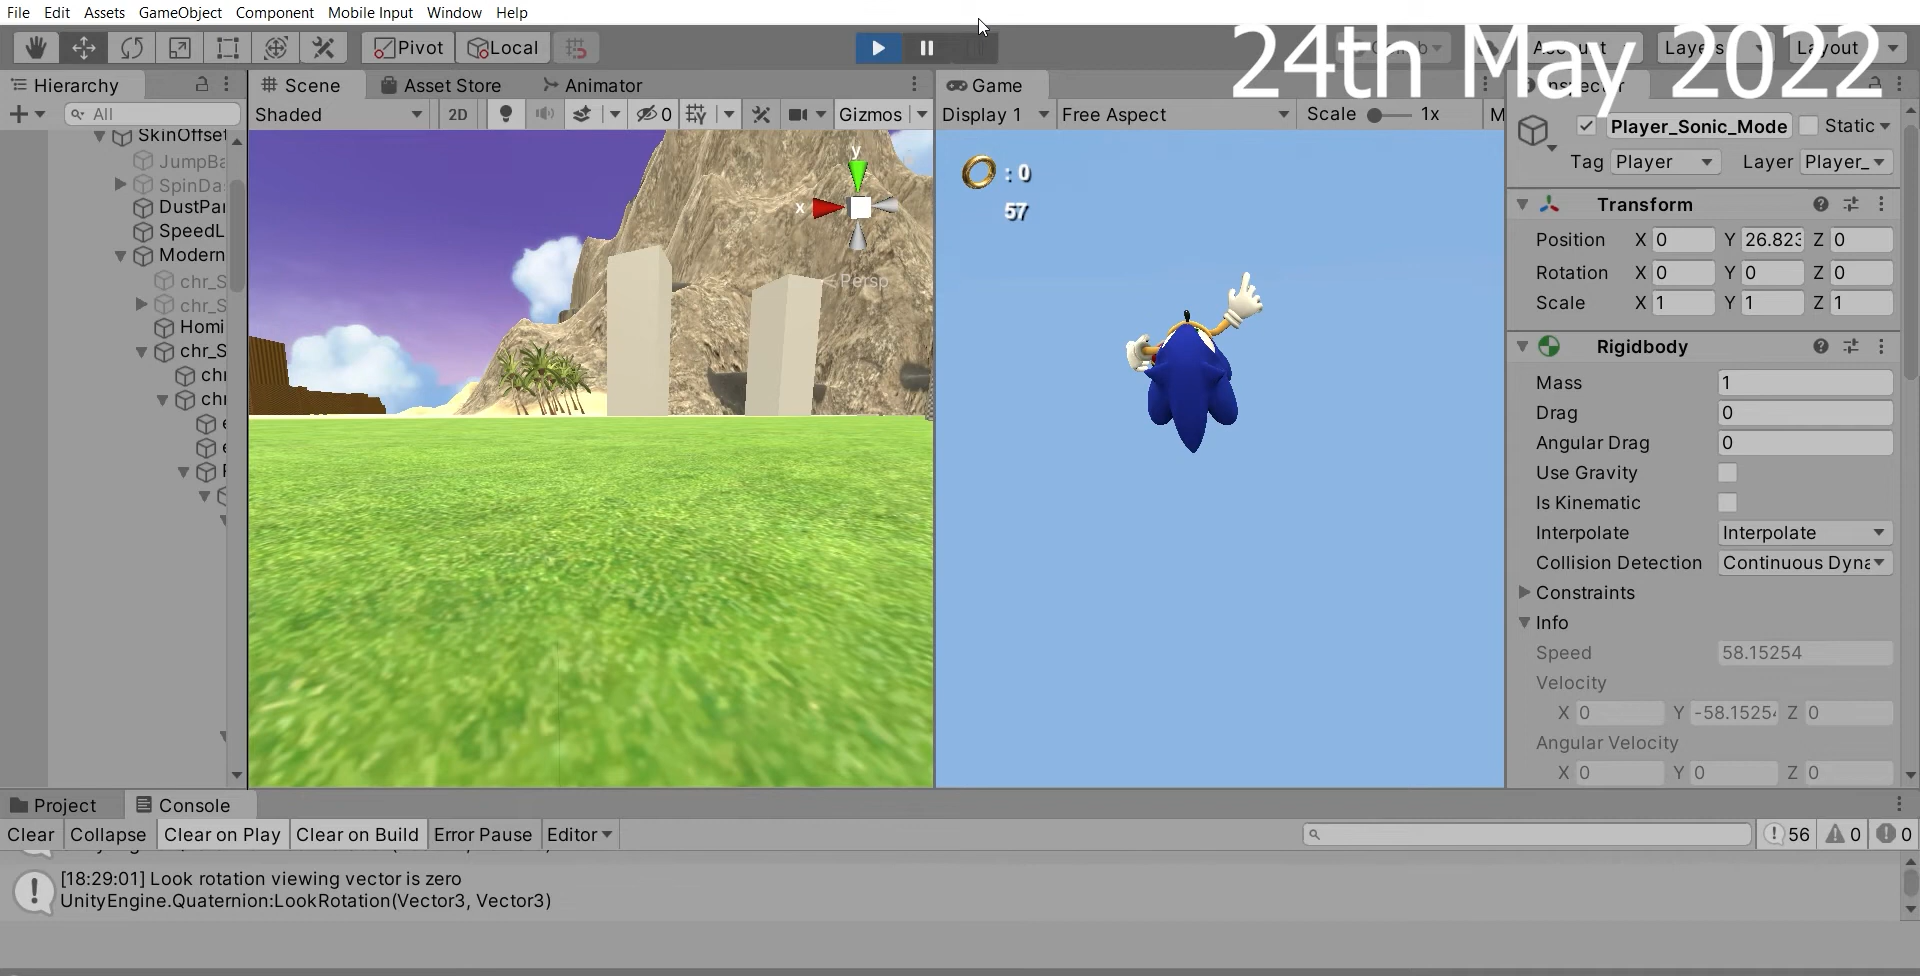 File Edit Assets GameObject Component Mobile Input Window Help
24th May 2022
Pivot Local Account Layers Layout
Hierarchy
All
SkinOffset
JumpBa
SpinDa
DustPar
SpeedL
Modern
chr_S
chr_S
Homi
chr_S
chr
chr
Scene Asset Store Animator
Shaded 2D 0 Gizmos
y
x
Persp
Game
Display 1 Free Aspect Scale 1x M
: 0
57
Inspector
Player_Sonic_Mode Static
Tag Player Layer Player_
Transform
Position X 0 Y 26.823 Z 0
Rotation X 0 Y 0 Z 0
Scale X 1 Y 1 Z 1
Rigidbody
Mass 1
Drag 0
Angular Drag 0
Use Gravity
Is Kinematic
Interpolate Interpolate
Collision Detection Continuous Dyna
Constraints
Info
Speed 58.15254
Velocity
X 0 Y -58.15254 Z 0
Angular Velocity
X 0 Y 0 Z 0
Project Console
Clear Collapse Clear on Play Clear on Build Error Pause Editor 56 0 0
[18:29:01] Look rotation viewing vector is zero
UnityEngine.Quaternion:LookRotation(Vector3, Vector3)